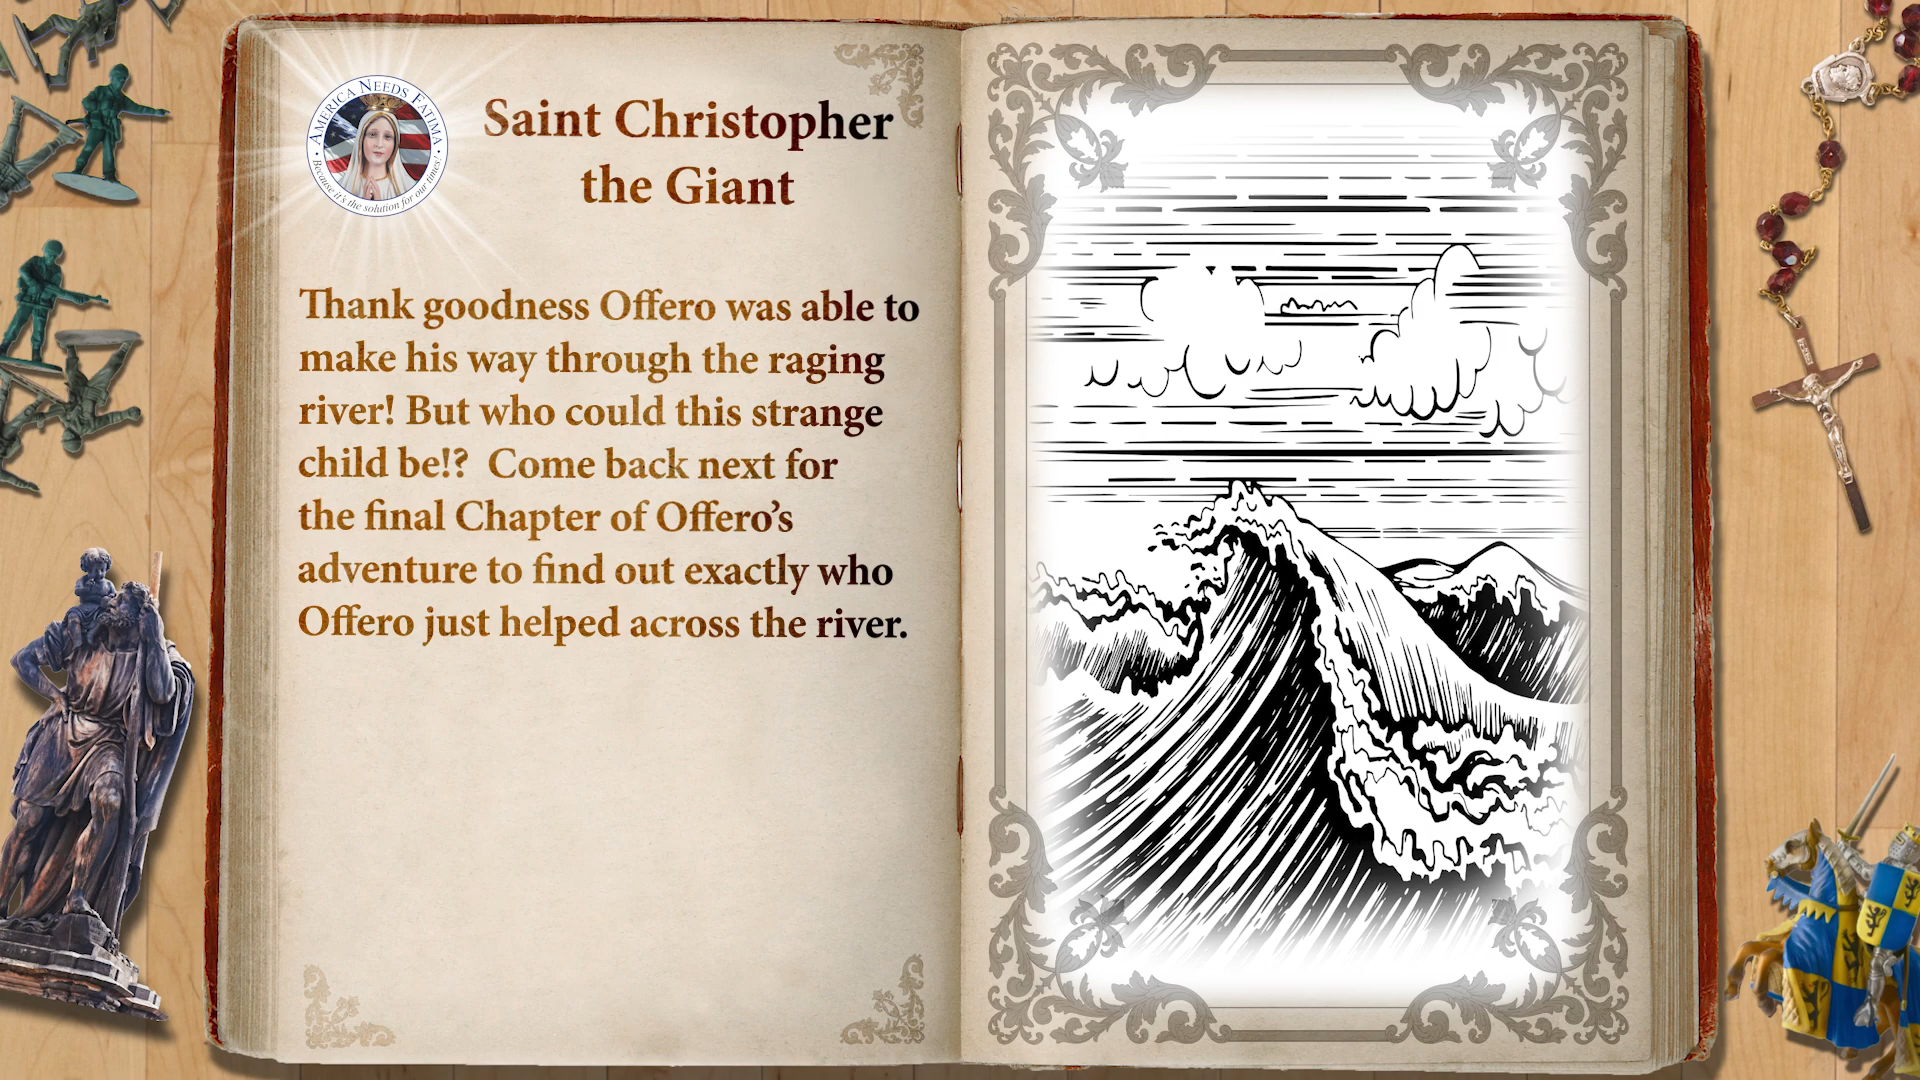 AMERICA NEEDS FATIMA
Because it's the solution for our times!
Saint Christopher
the Giant
Thank goodness Offero was able to
make his way through the raging
river! But who could this strange
child be!?  Come back next for
the final Chapter of Offero’s
adventure to find out exactly who
Offero just helped across the river.